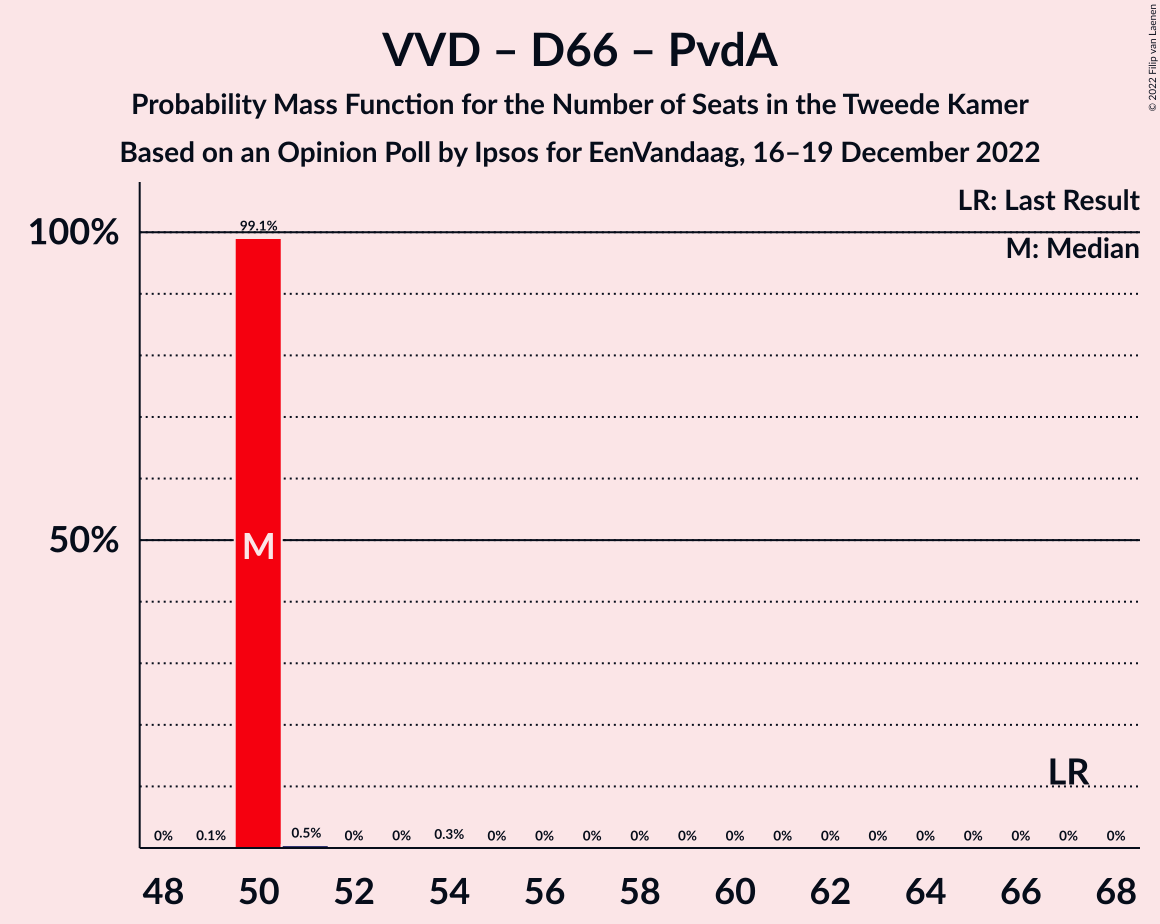 VVD – D66 – PvdA
Probability Mass Function for the Number of Seats in the Tweede Kamer
Based on an Opinion Poll by Ipsos for EenVandaag, 16–19 December 2022
© 2022 Filip van Laenen
LR: Last Result
M: Median
100%
50%
99.1%
M
LR
0% 0.1% 0.5% 0% 0% 0.3% 0% 0% 0% 0% 0% 0% 0% 0% 0% 0% 0% 0% 0% 0%
48 50 52 54 56 58 60 62 64 66 68